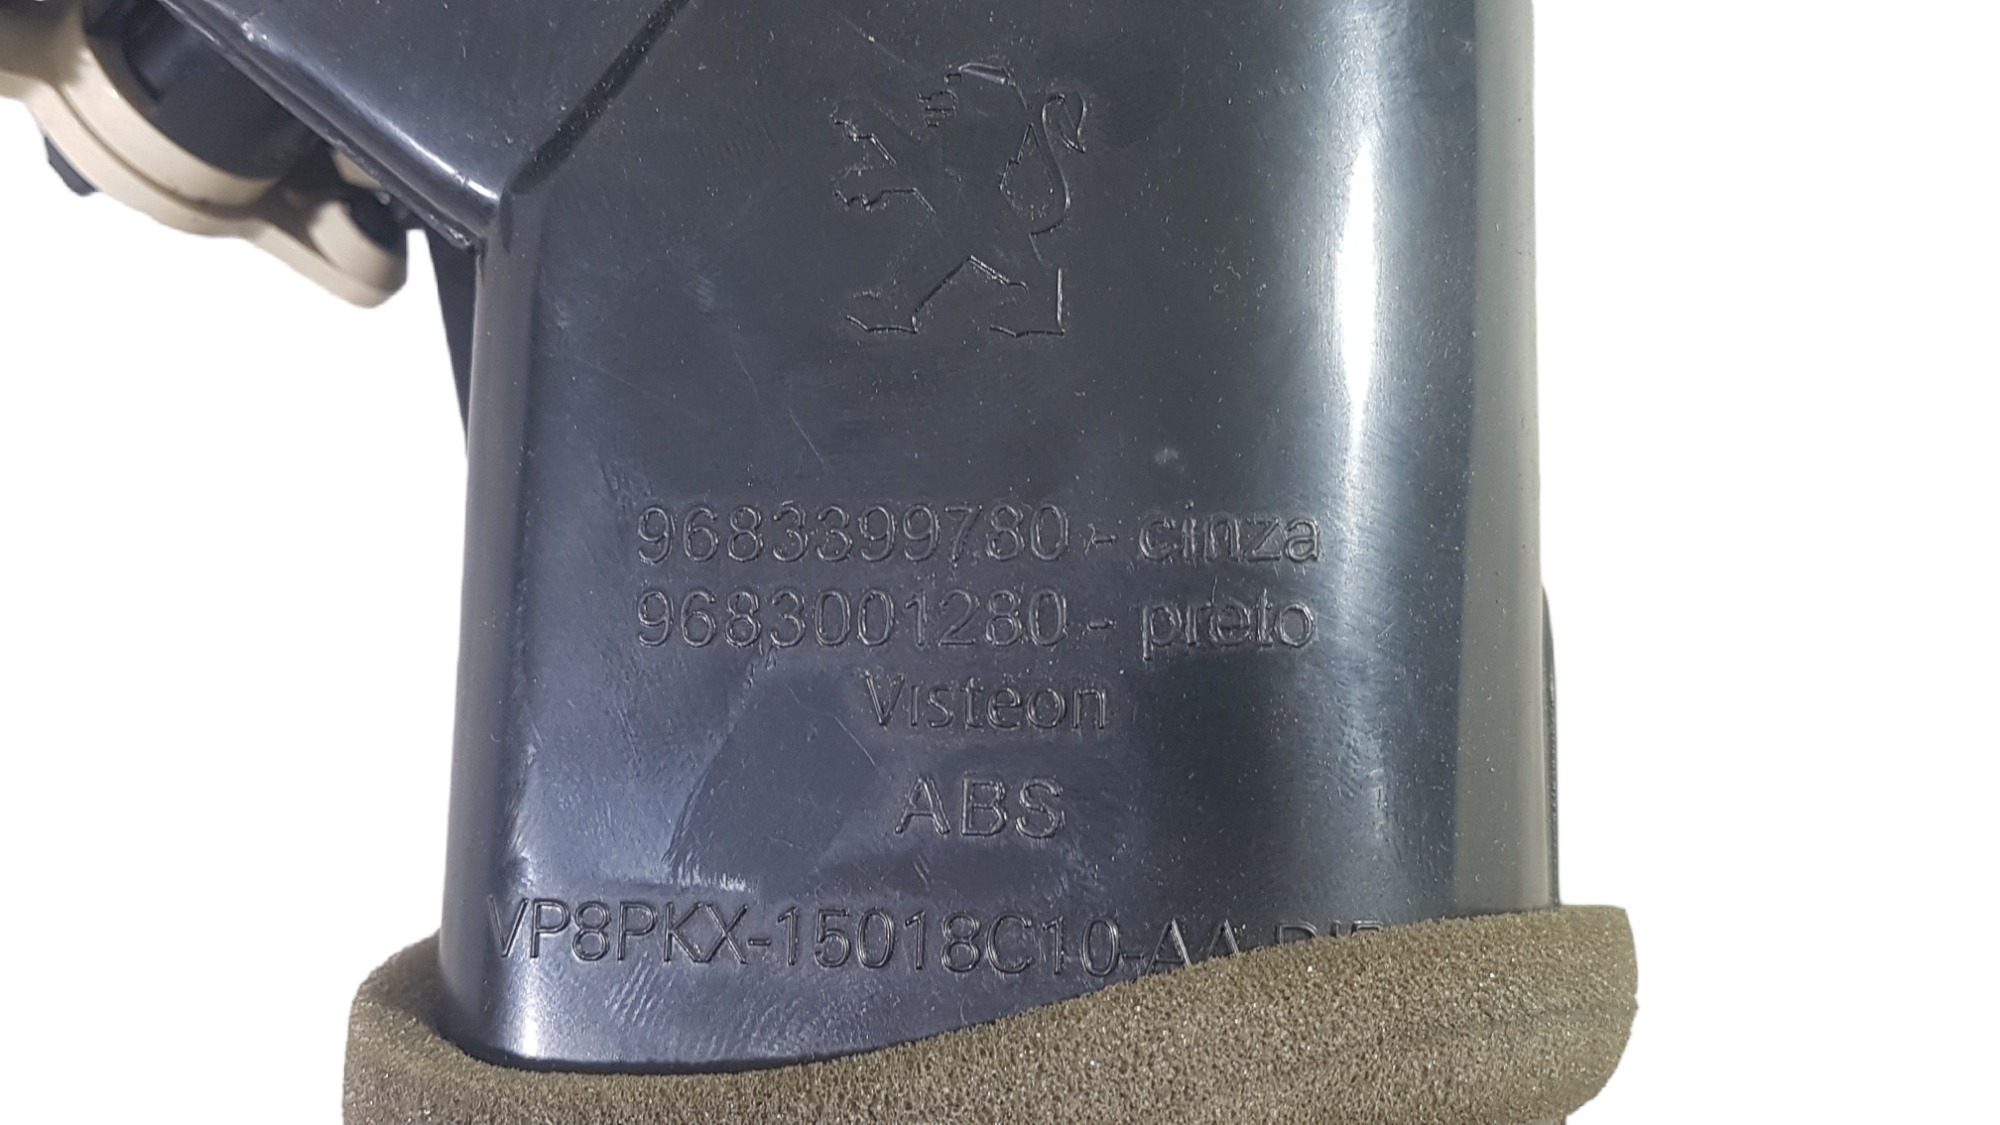 9683399780 - cinza
9683001280 - preto
Visteon
ABS
VP8PKX-15018C10-AA